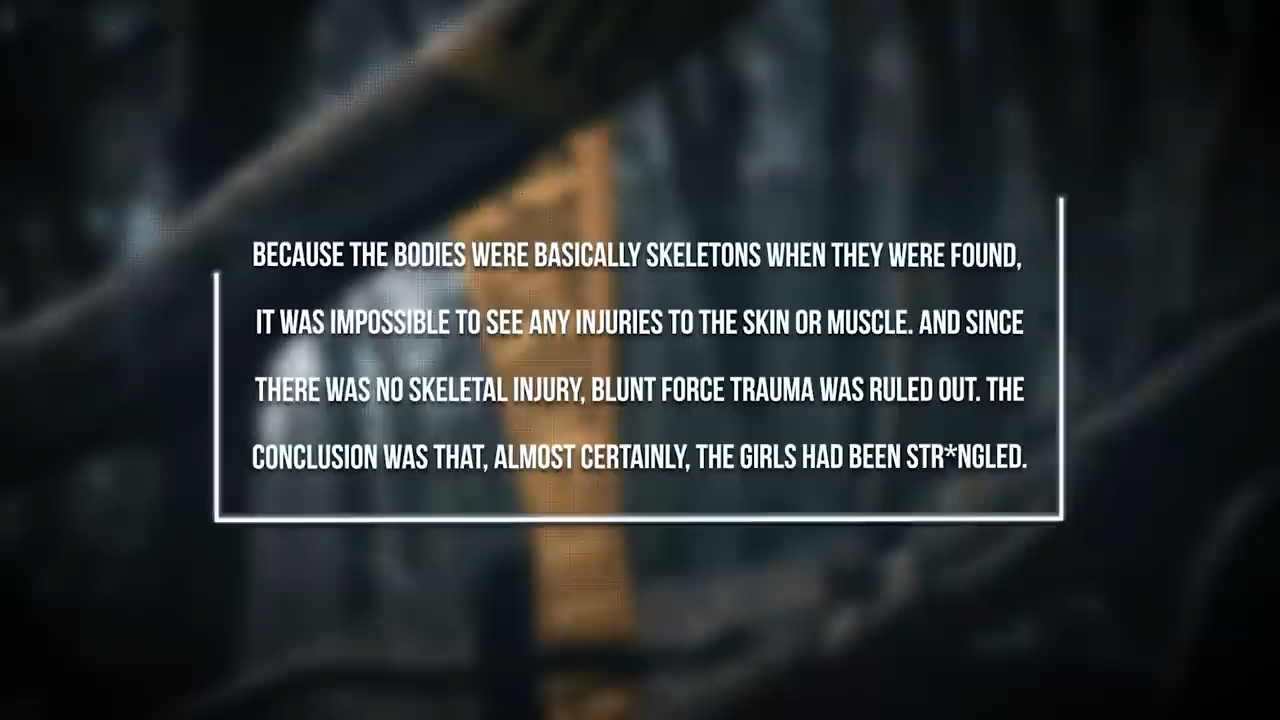 BECAUSE THE BODIES WERE BASICALLY SKELETONS WHEN THEY WERE FOUND,
IT WAS IMPOSSIBLE TO SEE ANY INJURIES TO THE SKIN OR MUSCLE. AND SINCE
THERE WAS NO SKELETAL INJURY, BLUNT FORCE TRAUMA WAS RULED OUT. THE
CONCLUSION WAS THAT, ALMOST CERTAINLY, THE GIRLS HAD BEEN STR*NGLED.